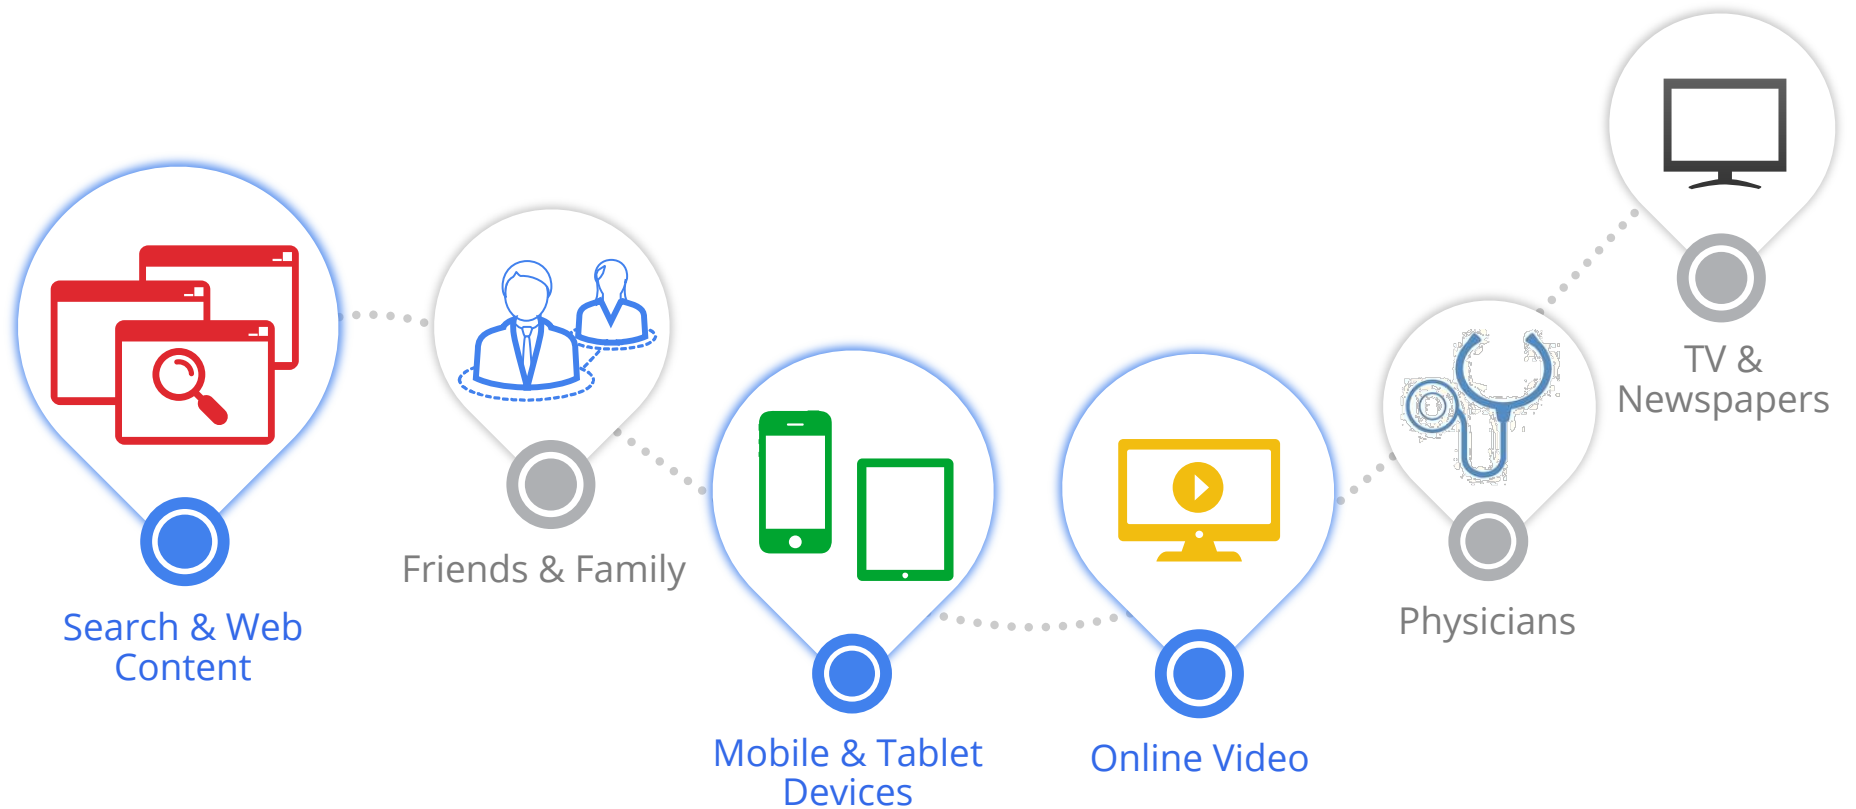 Search & Web
Content
Friends & Family
Mobile & Tablet
Devices
Online Video
Physicians
TV &
Newspapers